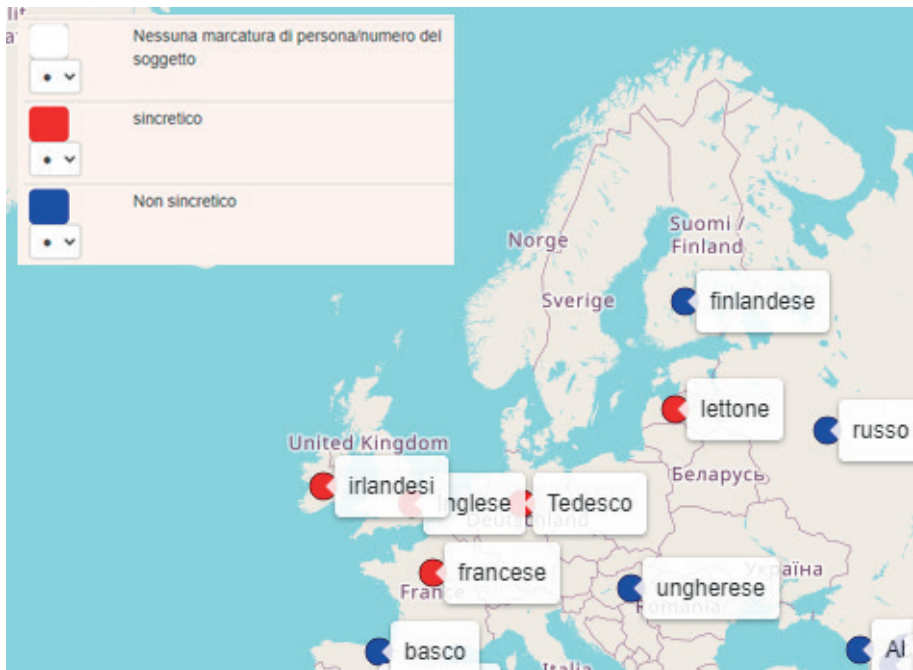 Nessuna marcatura di persona/numero del
soggetto
sincretico
Non sincretico
Norge
Suomi /
Finland
Sverige
finlandese
lettone
russo
United Kingdom
Беларусь
irlandesi
inglese
Tedesco
Deutschland
francese
France
Україна
ungherese
România
basco
Al
Italia